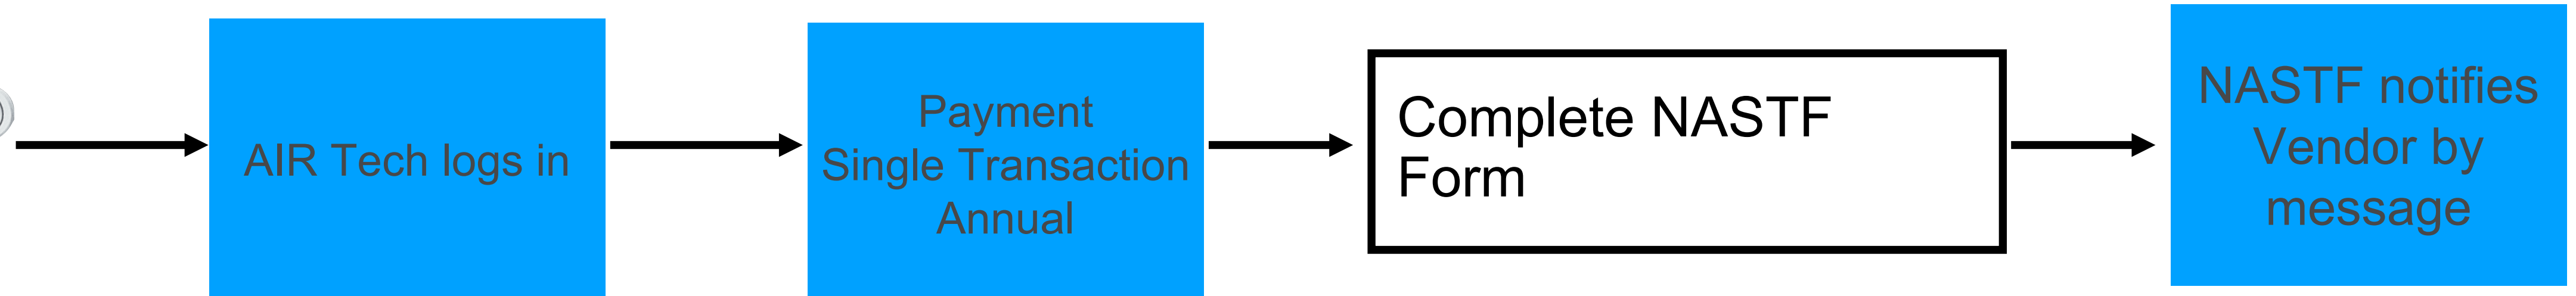 AIR Tech logs in
Payment
Single Transaction
Annual
Complete NASTF
Form
NASTF notifies
Vendor by
message